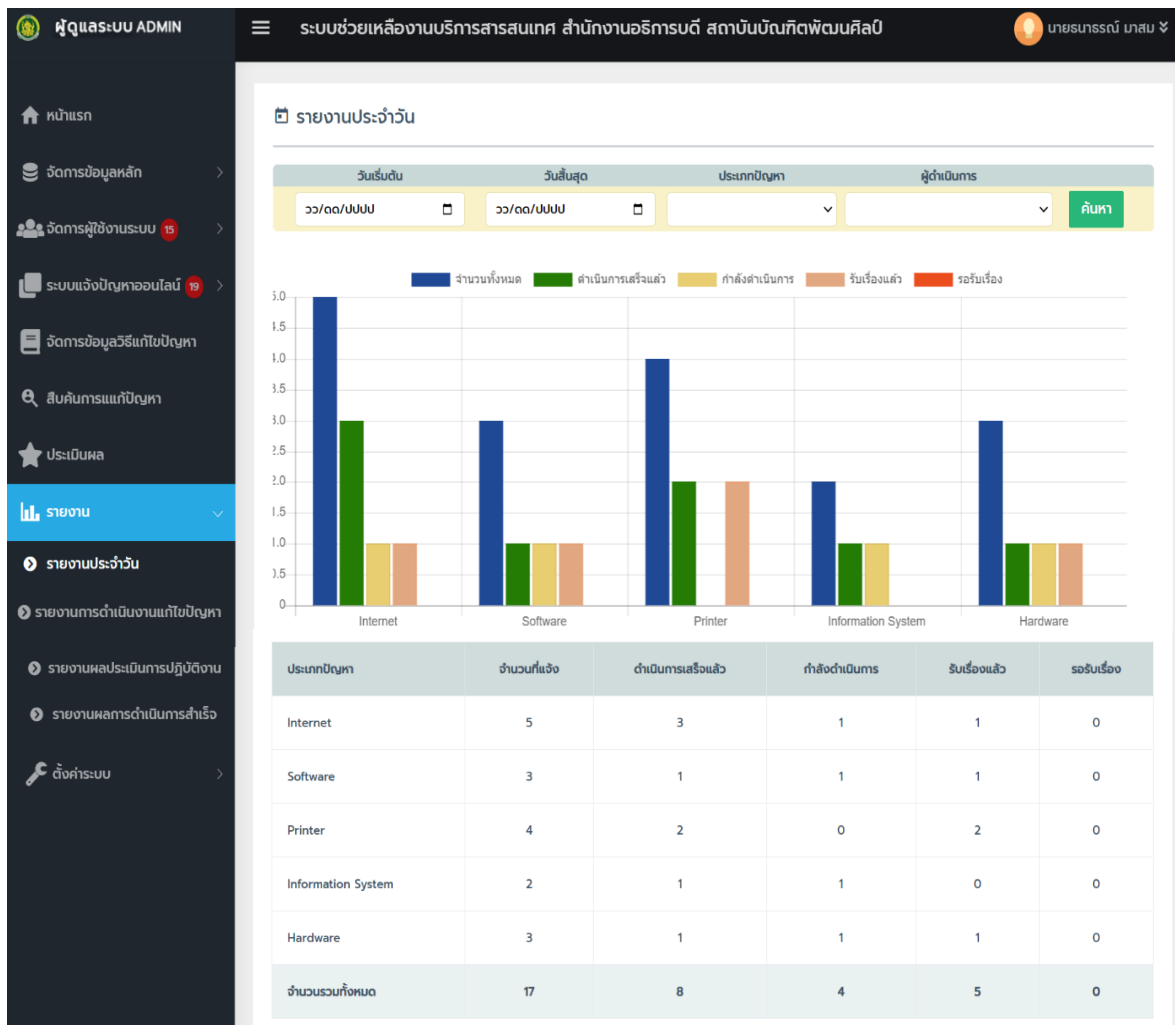 ผู้ดูแลระบบ ADMIN
ระบบช่วยเหลืองานบริการสารสนเทศ สำนักงานอธิการบดี สถาบันบัณฑิตพัฒนศิลป์
นายธนาธรณ์ มาสม
หน้าแรก
จัดการข้อมูลหลัก
จัดการผู้ใช้งานระบบ 15
ระบบแจ้งปัญหาออนไลน์ 19
จัดการข้อมูลวิธีแก้ไขปัญหา
สืบค้นการแแก้ปัญหา
ประเมินผล
รายงาน
รายงานประจำวัน
รายงานการดำเนินงานแก้ไขปัญหา
รายงานผลประเมินการปฏิบัติงาน
รายงานผลการดำเนินการสำเร็จ
ตั้งค่าระบบ
รายงานประจำวัน
วันเริ่มต้น วันสิ้นสุด ประเภทปัญหา ผู้ดำเนินการ
วว/ดด/ปปปป วว/ดด/ปปปป ค้นหา
จำนวนทั้งหมด ดำเนินการเสร็จแล้ว กำลังดำเนินการ รับเรื่องแล้ว รอรับเรื่อง
5.0
4.5
4.0
3.5
3.0
2.5
2.0
1.5
1.0
0.5
0
Internet Software Printer Information System Hardware
ประเภทปัญหา จำนวนที่แจ้ง ดำเนินการเสร็จแล้ว กำลังดำเนินการ รับเรื่องแล้ว รอรับเรื่อง
Internet 5 3 1 1 0
Software 3 1 1 1 0
Printer 4 2 0 2 0
Information System 2 1 1 0 0
Hardware 3 1 1 1 0
จำนวนรวมทั้งหมด 17 8 4 5 0